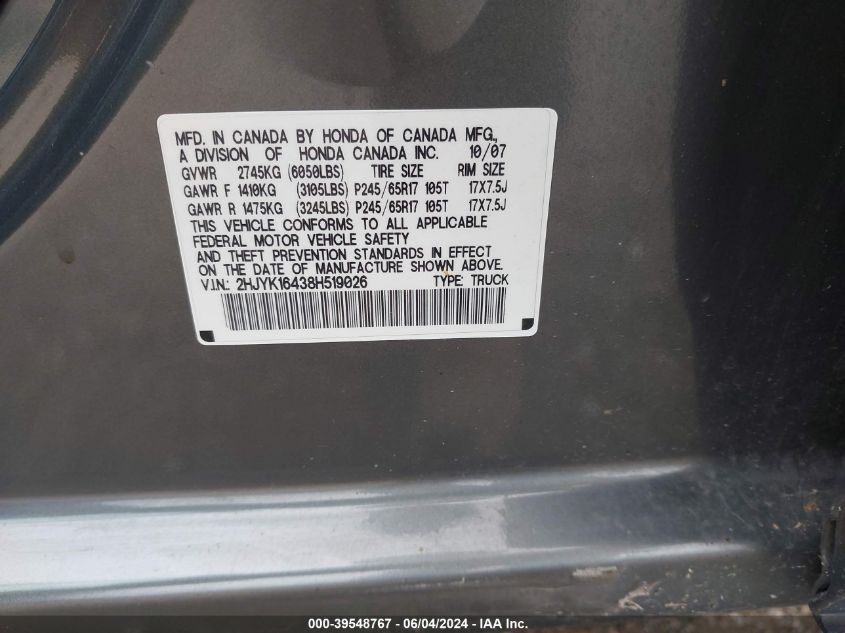 MFD. IN CANADA BY HONDA OF CANADA MFG.,
A DIVISION OF HONDA CANADA INC. 10/07
GVWR 2745KG (6050LBS) TIRE SIZE RIM SIZE
GAWR F 1410KG (3105LBS) P245/65R17 105T 17X7.5J
GAWR R 1475KG (3245LBS) P245/65R17 105T 17X7.5J
THIS VEHICLE CONFORMS TO ALL APPLICABLE
FEDERAL MOTOR VEHICLE SAFETY
AND THEFT PREVENTION STANDARDS IN EFFECT
ON THE DATE OF MANUFACTURE SHOWN ABOVE.
V.I.N.: 2HJYK16438H519026 TYPE: TRUCK
000-39548767 - 06/04/2024 - IAA Inc.